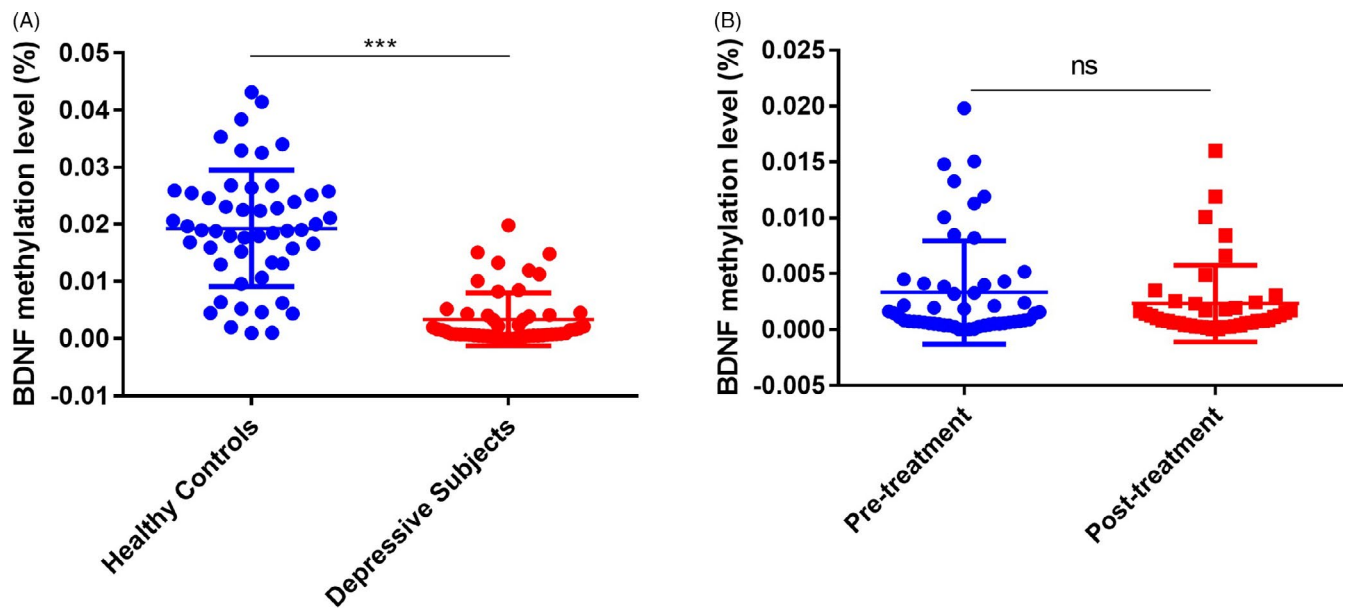 (A)
BDNF methylation level (%)
0.05
0.04
0.03
0.02
0.01
0.00
-0.01
***
Healthy Controls
Depressive Subjects
(B)
BDNF methylation level (%)
0.025
0.020
0.015
0.010
0.005
0.000
-0.005
ns
Pre-treatment
Post-treatment